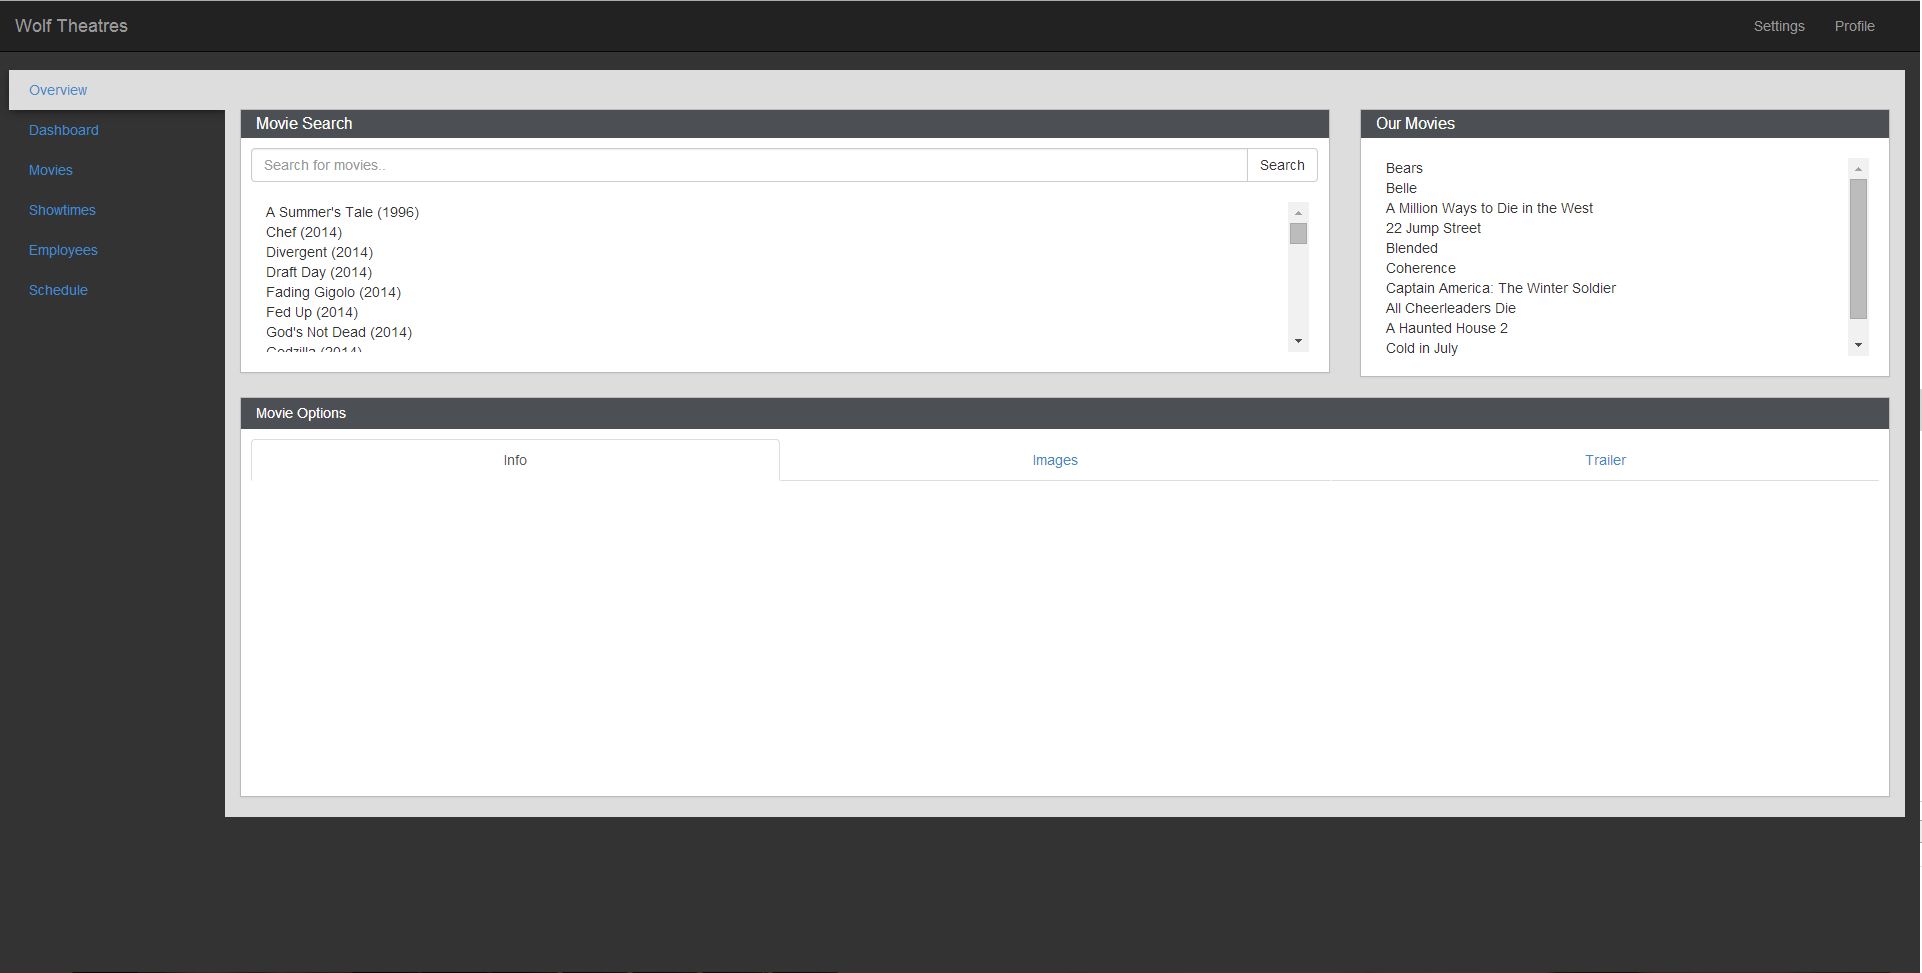 Wolf Theatres
Settings
Profile
Overview
Dashboard
Movies
Showtimes
Employees
Schedule
Movie Search
Search for movies..
Search
A Summer's Tale (1996)
Chef (2014)
Divergent (2014)
Draft Day (2014)
Fading Gigolo (2014)
Fed Up (2014)
God's Not Dead (2014)
Godzilla (2014)
Our Movies
Bears
Belle
A Million Ways to Die in the West
22 Jump Street
Blended
Coherence
Captain America: The Winter Soldier
All Cheerleaders Die
A Haunted House 2
Cold in July
Movie Options
Info
Images
Trailer